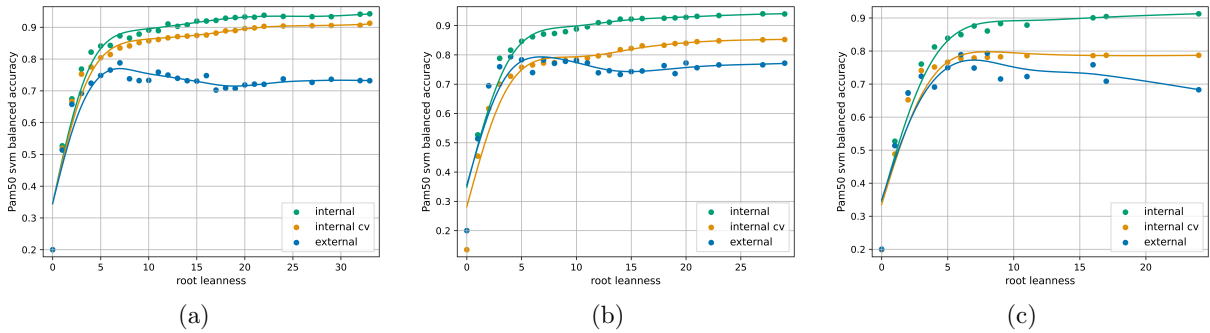 Pam50 svm balanced accuracy
0.9
0.8
0.7
0.6
0.5
0.4
0.3
0.2
0 5 10 15 20 25 30
root leanness
internal
internal cv
external
(a)
Pam50 svm balanced accuracy
0.9
0.8
0.7
0.6
0.5
0.4
0.3
0.2
0 5 10 15 20 25
root leanness
internal
internal cv
external
(b)
Pam50 svm balanced accuracy
0.9
0.8
0.7
0.6
0.5
0.4
0.3
0.2
0 5 10 15 20
root leanness
internal
internal cv
external
(c)